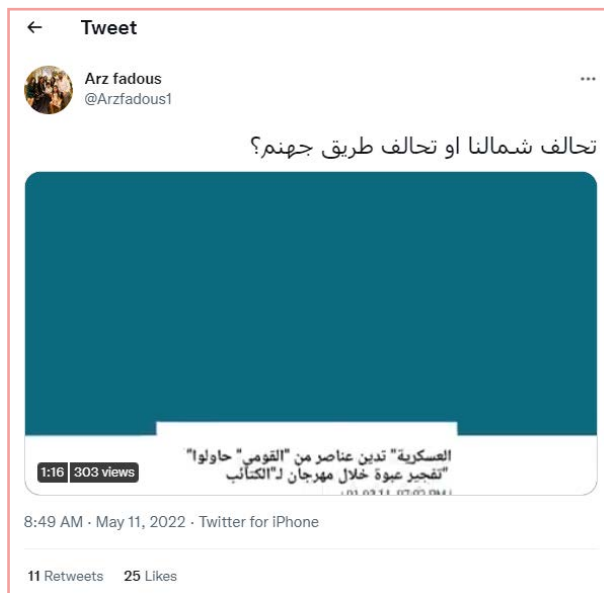 Tweet
Arz fadous
@Arzfadous1
تحالف شمالنا او تحالف طريق جهنم؟
العسكرية" تدين عناصر من "القومي" حاولوا"
"تفجير عبوة خلال مهرجان لـ"الكتائب
1:16 303 views
8:49 AM · May 11, 2022 · Twitter for iPhone
11 Retweets 25 Likes